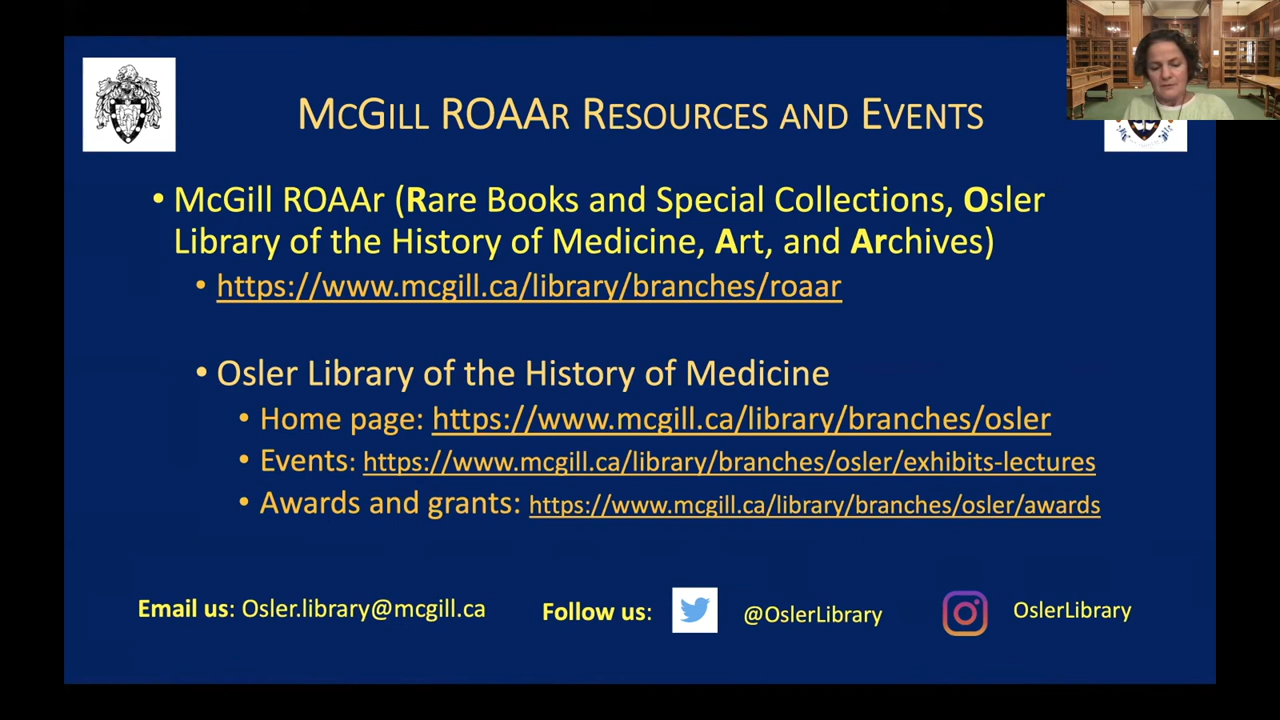 McGill ROAAr Resources and Events
• McGill ROAAr (Rare Books and Special Collections, Osler
Library of the History of Medicine, Art, and Archives)
• https://www.mcgill.ca/library/branches/roaar
• Osler Library of the History of Medicine
• Home page: https://www.mcgill.ca/library/branches/osler
• Events: https://www.mcgill.ca/library/branches/osler/exhibits-lectures
• Awards and grants: https://www.mcgill.ca/library/branches/osler/awards
Email us: Osler.library@mcgill.ca
Follow us:
@OslerLibrary
OslerLibrary